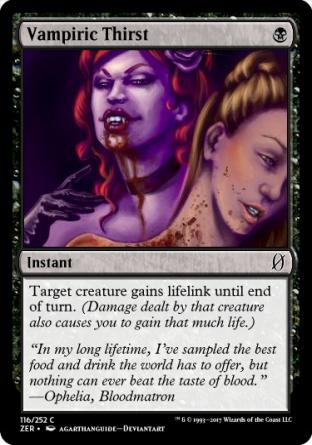 Vampiric Thirst
Instant
Target creature gains lifelink until end
of turn. (Damage dealt by that creature
also causes you to gain that much life.)
“In my long lifetime, I’ve sampled the best
food and drink the world has to offer, but
nothing can ever beat the taste of blood.”
—Ophelia, Bloodmatron
116/252 C
ZER • AGARTHANGUIDE—DEVIANTART
™ & © 1993–2017 Wizards of the Coast LLC